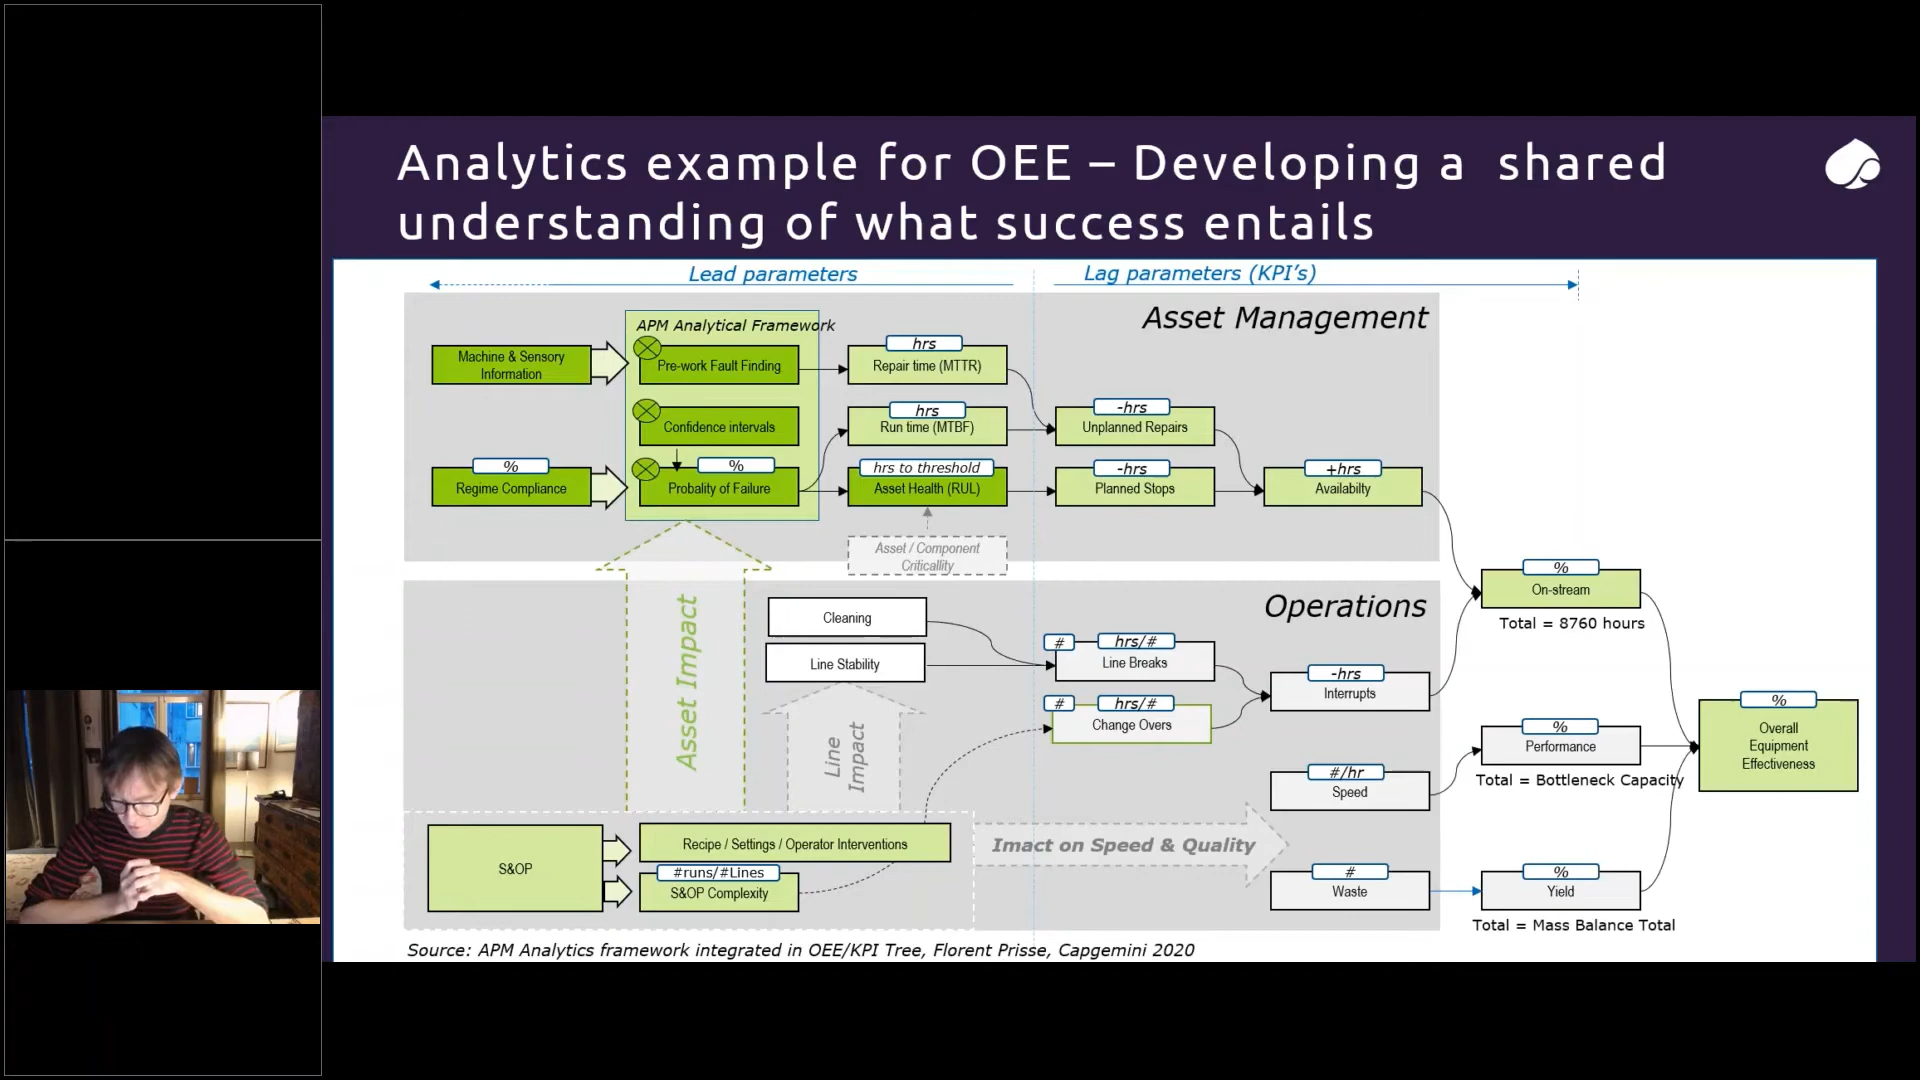 Analytics example for OEE – Developing a shared
understanding of what success entails
Lead parameters
Lag parameters (KPI's)
Asset Management
APM Analytical Framework
Machine & Sensory
Information
Pre-work Fault Finding
hrs
Repair time (MTTR)
Confidence intervals
hrs
Run time (MTBF)
-hrs
Unplanned Repairs
%
Regime Compliance
%
Probality of Failure
hrs to threshold
Asset Health (RUL)
-hrs
Planned Stops
+hrs
Availabilty
Asset / Component
Criticallity
%
On-stream
Total = 8760 hours
Operations
Asset Impact
Cleaning
Line Stability
# hrs/#
Line Breaks
-hrs
Interrupts
# hrs/#
Change Overs
Line
Impact
%
Performance
Total = Bottleneck Capacity
%
Overall
Equipment
Effectiveness
#/hr
Speed
S&OP
Recipe / Settings / Operator Interventions
#runs/#Lines
S&OP Complexity
Imact on Speed & Quality
#
Waste
%
Yield
Total = Mass Balance Total
Source: APM Analytics framework integrated in OEE/KPI Tree, Florent Prisse, Capgemini 2020